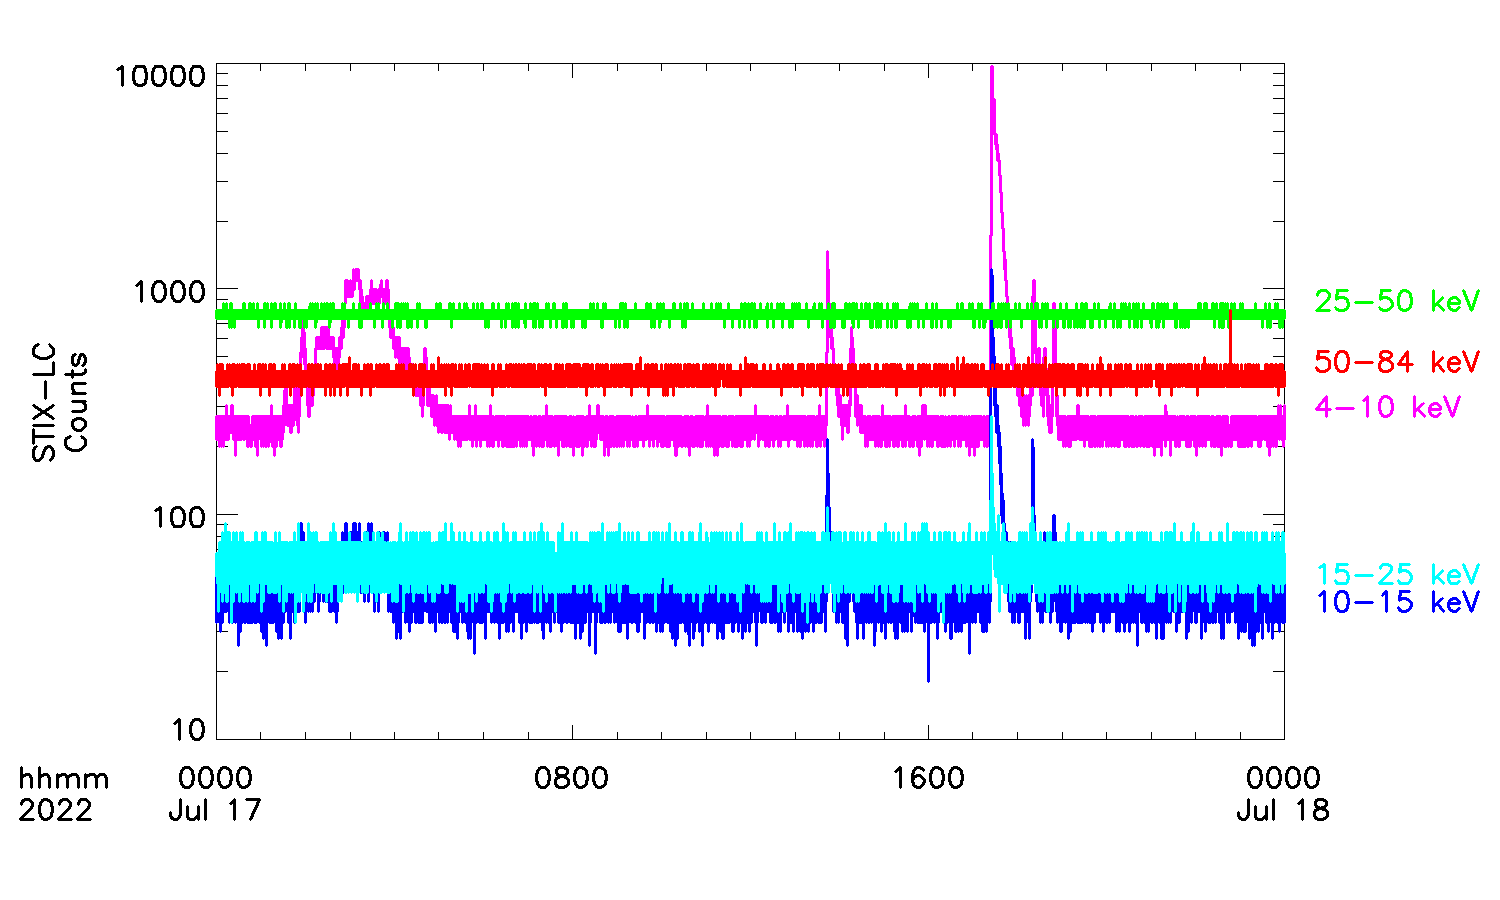 10000
1000
100
10
STIX-LC
Counts
25-50 keV
50-84 keV
4-10 keV
15-25 keV
10-15 keV
hhmm 0000 0800 1600 0000
2022 Jul 17 Jul 18